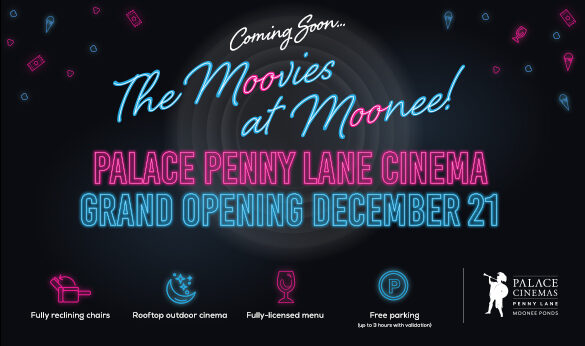 Coming Soon...
The Moovies
at Moonee!
PALACE PENNY LANE CINEMA
GRAND OPENING DECEMBER 21
Fully reclining chairs
Rooftop outdoor cinema
Fully-licensed menu
P
Free parking
(up to 3 hours with validation)
PALACE
CINEMAS
PENNY LANE
MOONEE PONDS